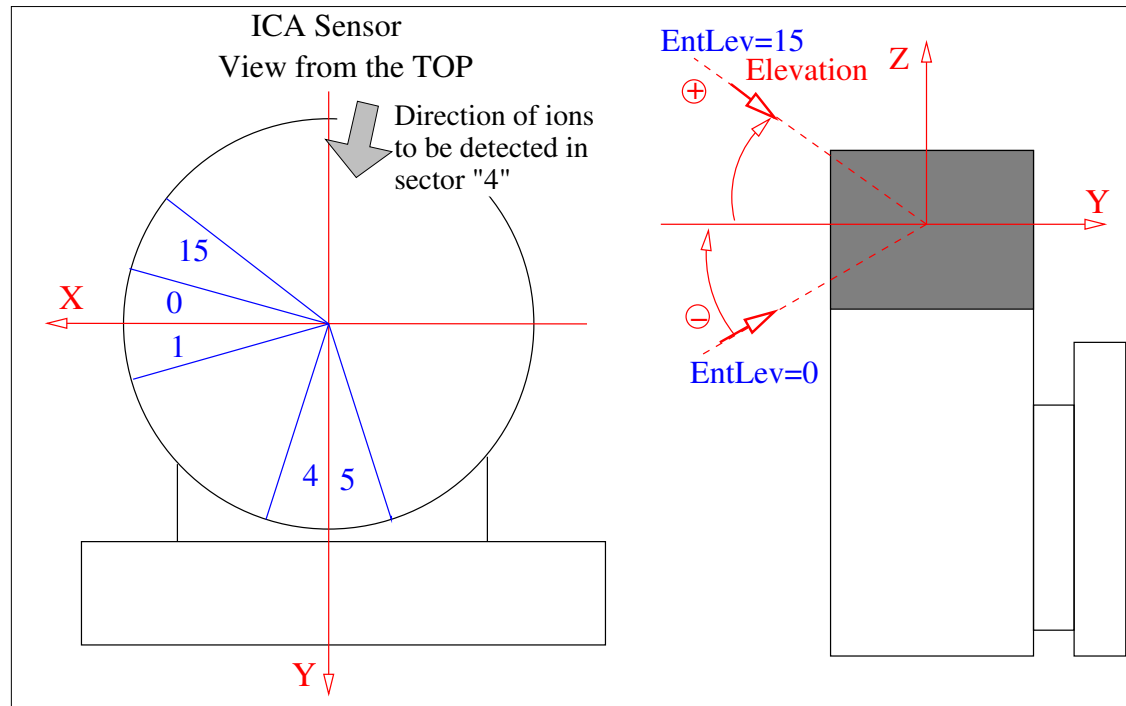 ICA Sensor
View from the TOP
Direction of ions
to be detected in
sector "4"
15
0
1
4
5
X
Y
EntLev=15
Elevation
Z
+
Y
−
EntLev=0